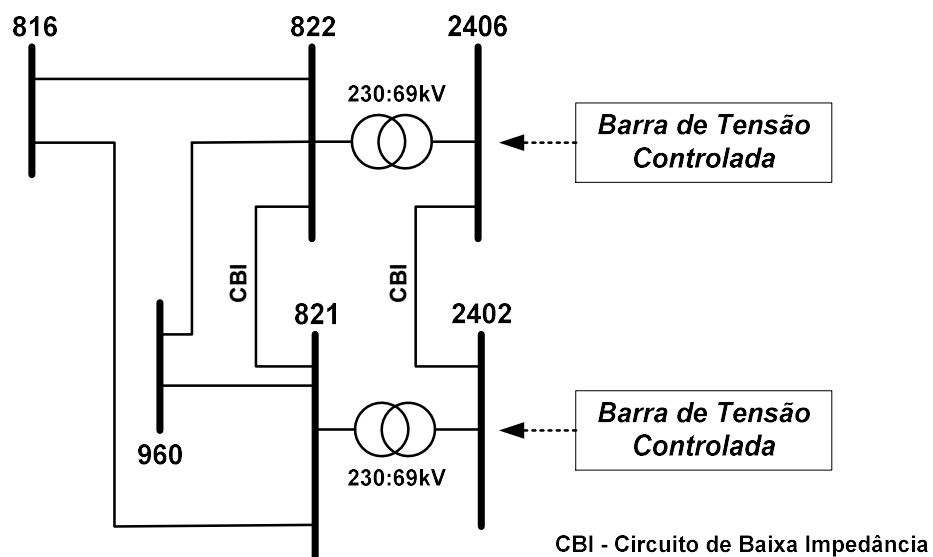 816
822
2406
230:69kV
Barra de Tensão
Controlada
CBI
CBI
821
2402
960
230:69kV
Barra de Tensão
Controlada
CBI - Circuito de Baixa Impedância